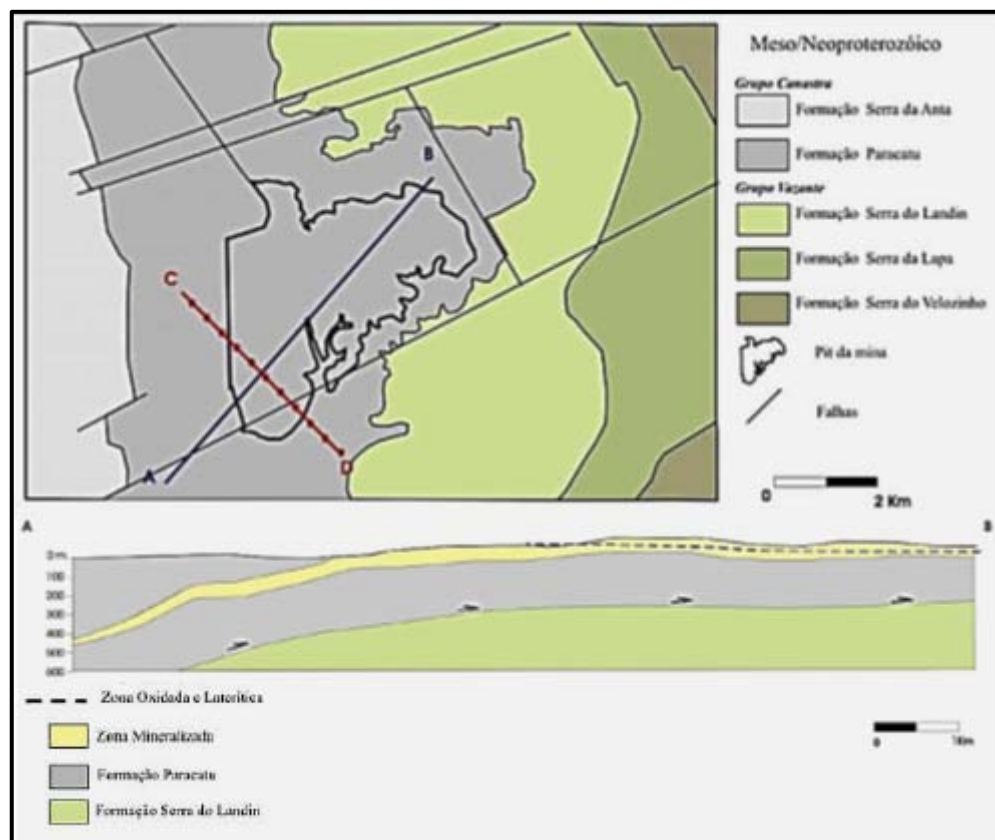 Meso/Neoproterozóico
Grupo Canastra
Formação Serra da Anta
Formação Paracatu
Grupo Vazante
Formação Serra do Landin
Formação Serra da Lapa
Formação Serra do Velozinho
Pit da mina
Falhas
0 2 Km
B
C
A
D
A B
0 m
100
200
300
400
500
600
Zona Oxidada e Laterítica
Zona Mineralizada
Formação Paracatu
Formação Serra do Landin
0 1Km